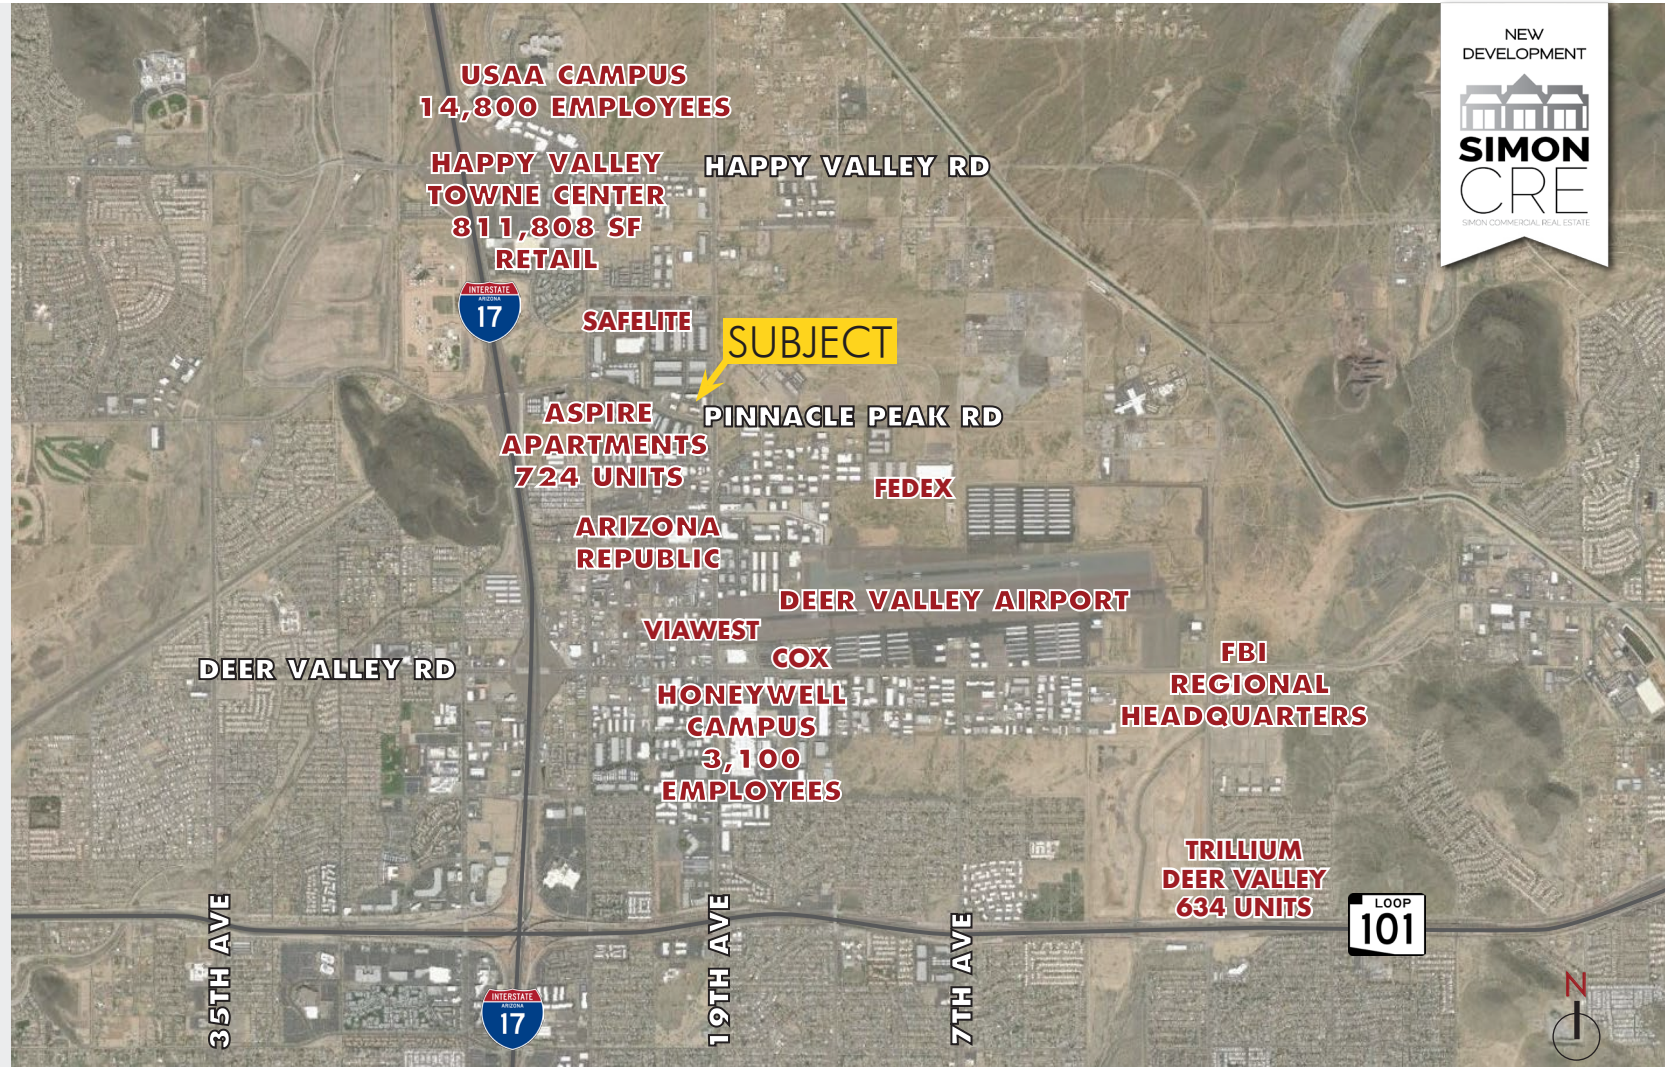 NEW
DEVELOPMENT
SIMON
CRE
SIMON COMMERCIAL REAL ESTATE
USAA CAMPUS
14,800 EMPLOYEES
HAPPY VALLEY
TOWNE CENTER
811,808 SF
RETAIL
HAPPY VALLEY RD
INTERSTATE
ARIZONA
17
SAFELITE
SUBJECT
ASPIRE
APARTMENTS
724 UNITS
PINNACLE PEAK RD
FEDEX
ARIZONA
REPUBLIC
DEER VALLEY AIRPORT
VIAWEST
COX
DEER VALLEY RD
HONEYWELL
CAMPUS
3,100
EMPLOYEES
FBI
REGIONAL
HEADQUARTERS
TRILLIUM
DEER VALLEY
634 UNITS
LOOP
101
35TH AVE
19TH AVE
7TH AVE
INTERSTATE
ARIZONA
17
N